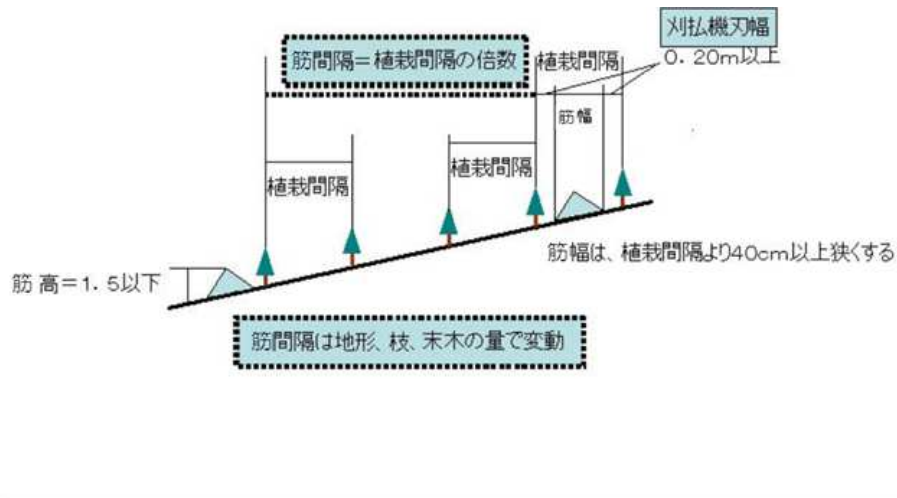 刈払機刃幅
筋間隔=植栽間隔の倍数
植栽間隔
0.20m以上
筋幅
植栽間隔
植栽間隔
筋幅は、植栽間隔より40cm以上狭くする
筋高=1.5以下
筋間隔は地形、枝、末木の量で変動